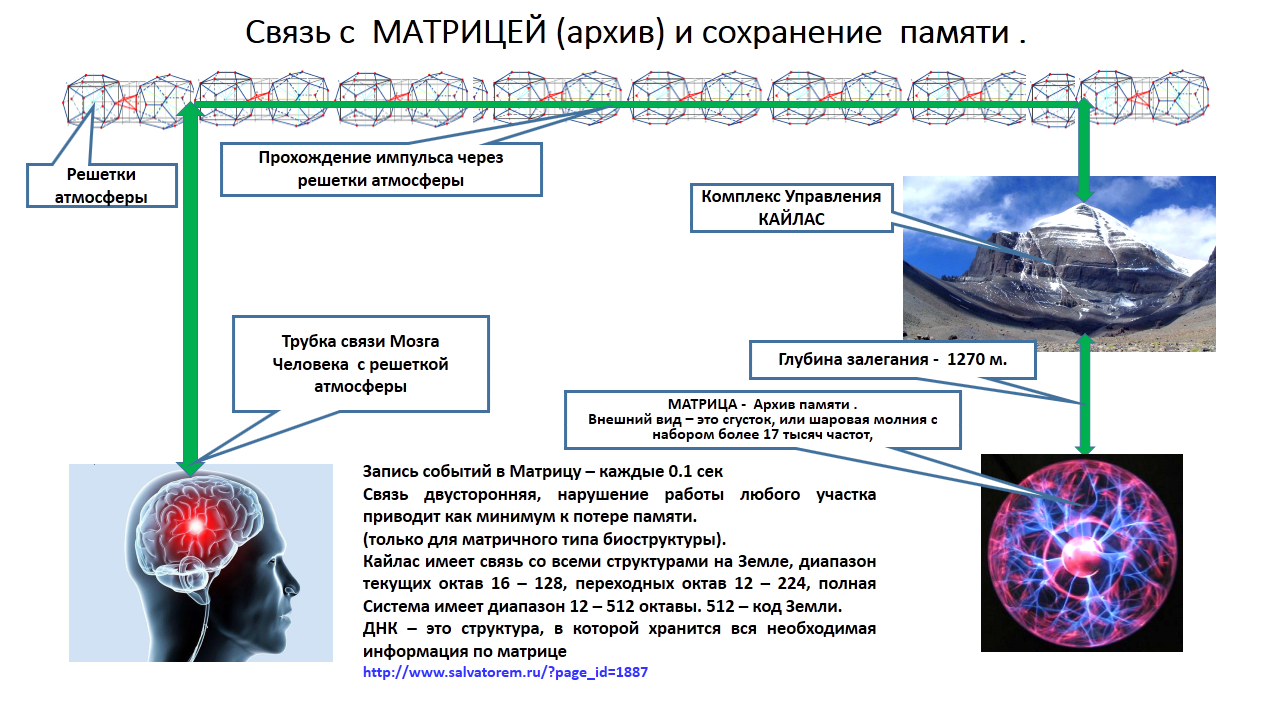 Связь с МАТРИЦЕЙ (архив) и сохранение памяти .
Решетки
атмосферы
Прохождение импульса через
решетки атмосферы
Комплекс Управления
КАЙЛАС
Трубка связи Мозга
Человека с решеткой
атмосферы
Глубина залегания - 1270 м.
МАТРИЦА - Архив памяти .
Внешний вид – это сгусток, или шаровая молния с
набором более 17 тысяч частот,
Запись событий в Матрицу – каждые 0.1 сек
Связь двусторонняя, нарушение работы любого участка
приводит как минимум к потере памяти.
(только для матричного типа биоструктуры).
Кайлас имеет связь со всеми структурами на Земле, диапазон
текущих октав 16 – 128, переходных октав 12 – 224, полная
Система имеет диапазон 12 – 512 октавы. 512 – код Земли.
ДНК – это структура, в которой хранится вся необходимая
информация по матрице
http://www.salvatorem.ru/?page_id=1887